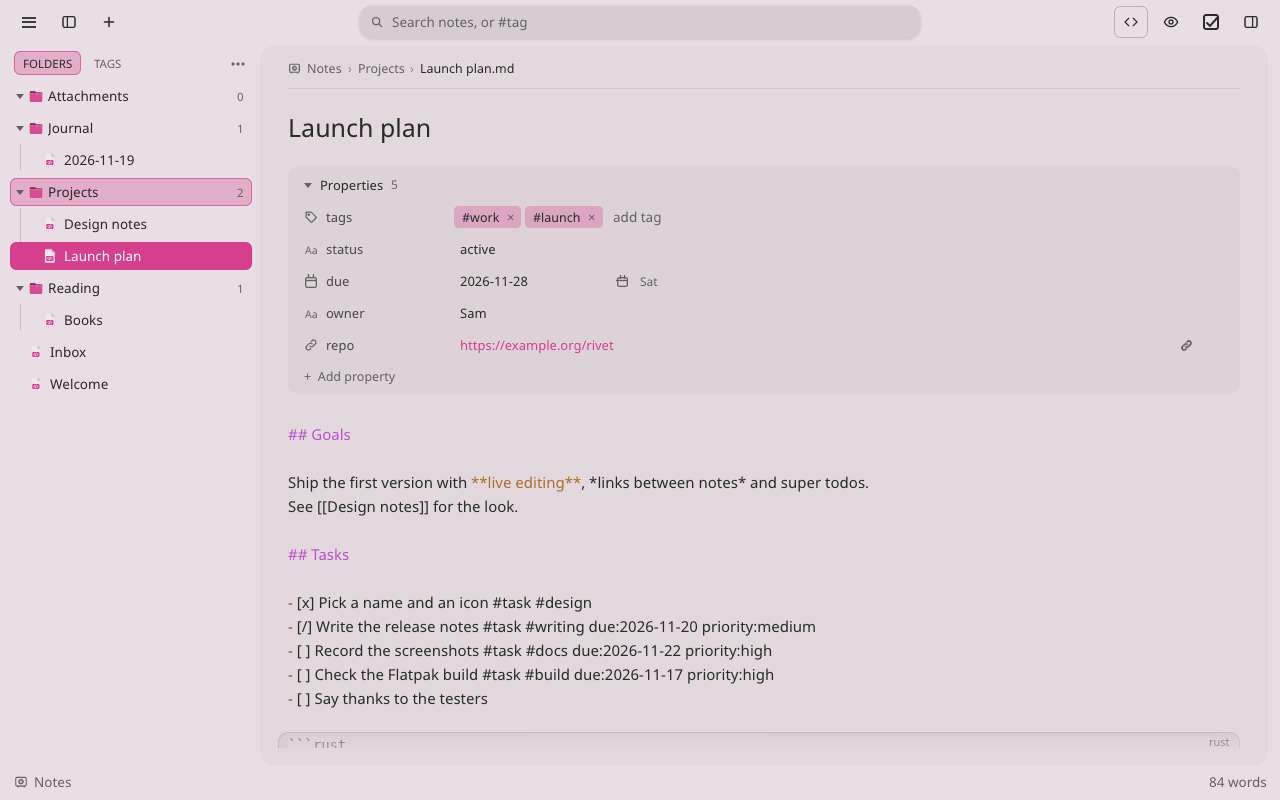 Search notes, or #tag
FOLDERS TAGS
Attachments 0
Journal 1
2026-11-19
Projects 2
Design notes
Launch plan
Reading 1
Books
Inbox
Welcome
Notes › Projects › Launch plan.md
Launch plan
Properties 5
tags #work × #launch × add tag
Aa status active
due 2026-11-28 Sat
Aa owner Sam
repo https://example.org/rivet
+ Add property
## Goals
Ship the first version with **live editing**, *links between notes* and super todos.
See [[Design notes]] for the look.
## Tasks
- [x] Pick a name and an icon #task #design
- [/] Write the release notes #task #writing due:2026-11-20 priority:medium
- [ ] Record the screenshots #task #docs due:2026-11-22 priority:high
- [ ] Check the Flatpak build #task #build due:2026-11-17 priority:high
- [ ] Say thanks to the testers
```rust rust
Notes 84 words